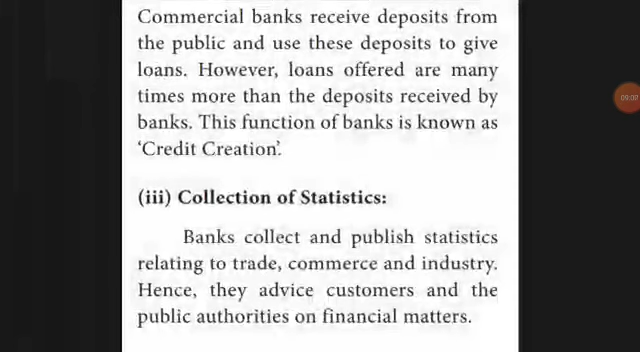 Commercial banks receive deposits from
the public and use these deposits to give
loans. However, loans offered are many
times more than the deposits received by
banks. This function of banks is known as
‘Credit Creation’.
(iii) Collection of Statistics:
Banks collect and publish statistics
relating to trade, commerce and industry.
Hence, they advice customers and the
public authorities on financial matters.